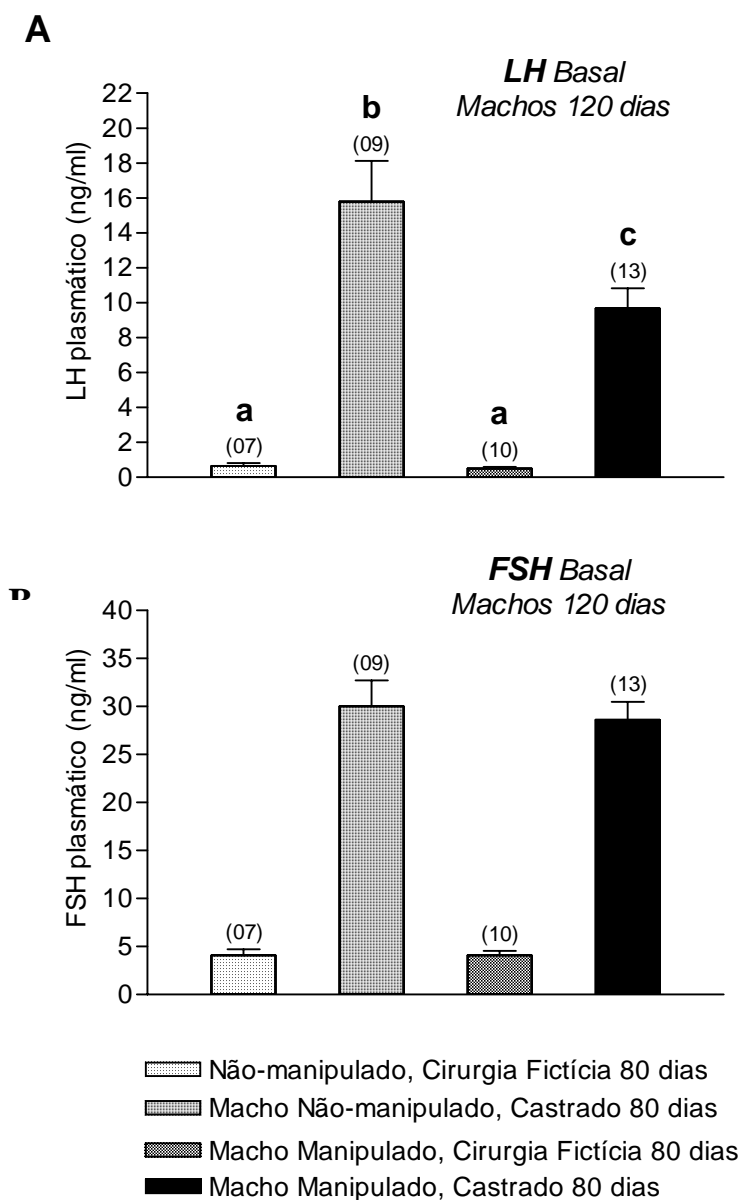 A
LH Basal
Machos 120 dias
LH plasmático (ng/ml)
22
20
18
16
14
12
10
8
6
4
2
0
a
(07)
b
(09)
a
(10)
c
(13)
FSH Basal
Machos 120 dias
B
FSH plasmático (ng/ml)
40
35
30
25
20
15
10
5
0
(07)
(09)
(10)
(13)
Não-manipulado, Cirurgia Fictícia 80 dias
Macho Não-manipulado, Castrado 80 dias
Macho Manipulado, Cirurgia Fictícia 80 dias
Macho Manipulado, Castrado 80 dias